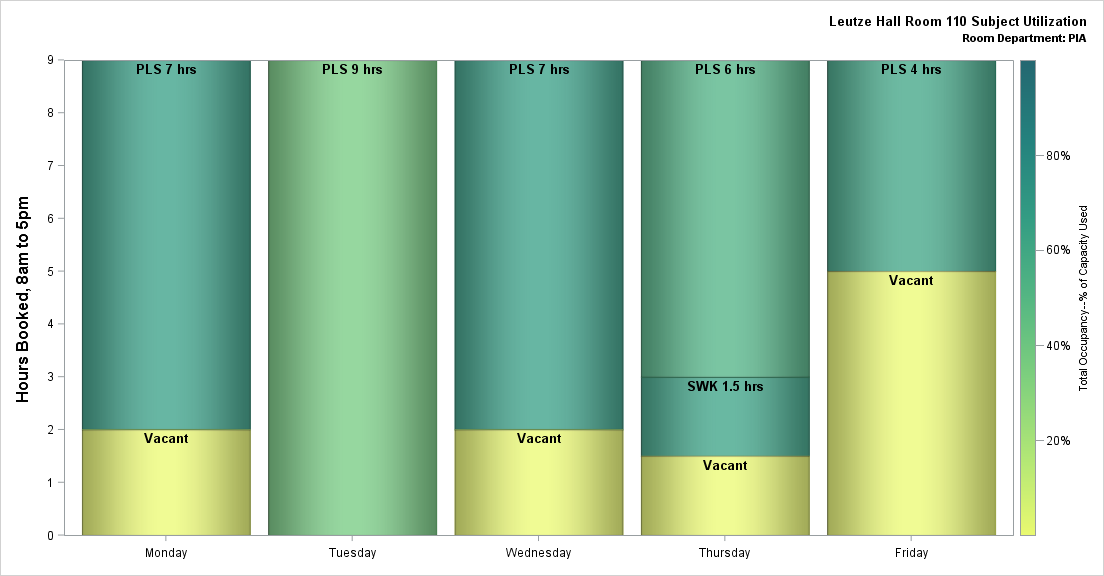 Leutze Hall Room 110 Subject Utilization
Room Department: PIA
Hours Booked, 8am to 5pm
9
8
7
6
5
4
3
2
1
0
PLS 7 hrs
Vacant
PLS 9 hrs
PLS 7 hrs
Vacant
PLS 6 hrs
SWK 1.5 hrs
Vacant
PLS 4 hrs
Vacant
Monday
Tuesday
Wednesday
Thursday
Friday
80%
60%
40%
20%
Total Occupancy--% of Capacity Used